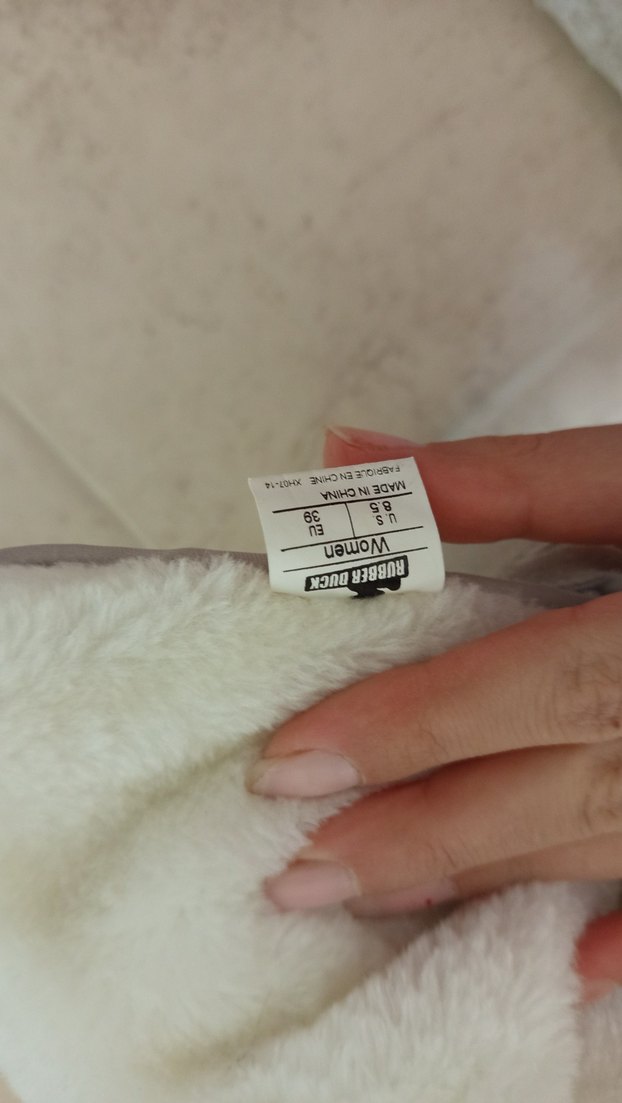 RUBBER DUCK
Women
U.S EU
8.5 39
MADE IN CHINA
FABRIQUE EN CHINE XH07-14